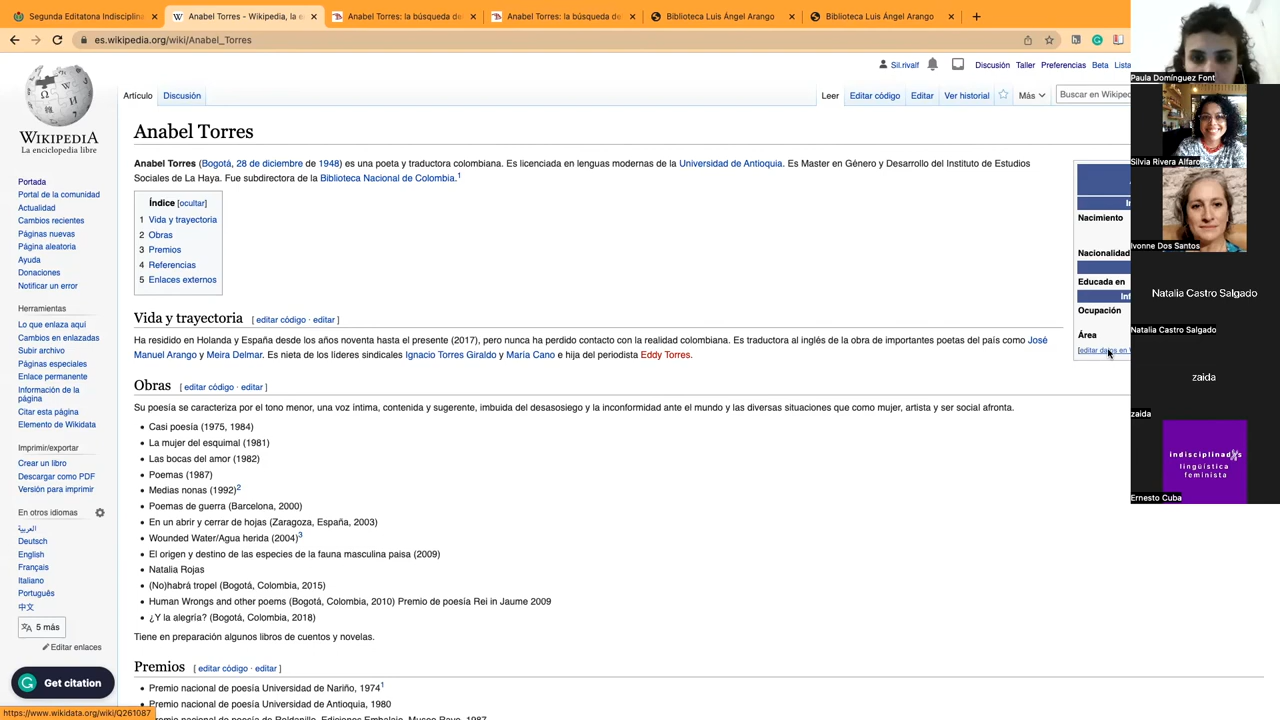 Segunda Editatona Indisciplina
Anabel Torres - Wikipedia, la e
Anabel Torres: la búsqueda de
Anabel Torres: la búsqueda de
Biblioteca Luis Ángel Arango
Biblioteca Luis Ángel Arango
es.wikipedia.org/wiki/Anabel_Torres
Sil.rivalf Discusión Taller Preferencias Beta Lista
Artículo Discusión Leer Editar código Editar Ver historial Más Buscar en Wikiped
WIKIPEDIA
La enciclopedia libre
Portada
Portal de la comunidad
Actualidad
Cambios recientes
Páginas nuevas
Página aleatoria
Ayuda
Donaciones
Notificar un error
Herramientas
Lo que enlaza aquí
Cambios en enlazadas
Subir archivo
Páginas especiales
Enlace permanente
Información de la
página
Citar esta página
Elemento de Wikidata
Imprimir/exportar
Crear un libro
Descargar como PDF
Versión para imprimir
En otros idiomas
العربية
Deutsch
English
Français
Italiano
Português
中文
5 más
Editar enlaces
Get citation
https://www.wikidata.org/wiki/Q261087
Anabel Torres
Anabel Torres (Bogotá, 28 de diciembre de 1948) es una poeta y traductora colombiana. Es licenciada en lenguas modernas de la Universidad de Antioquia. Es Master en Género y Desarrollo del Instituto de Estudios
Sociales de La Haya. Fue subdirectora de la Biblioteca Nacional de Colombia.1
Índice [ocultar]
1 Vida y trayectoria
2 Obras
3 Premios
4 Referencias
5 Enlaces externos
Nacimiento
Nacionalidad
Educada en
Inf
Ocupación
Área
[editar datos en
Vida y trayectoria [ editar código · editar ]
Ha residido en Holanda y España desde los años noventa hasta el presente (2017), pero nunca ha perdido contacto con la realidad colombiana. Es traductora al inglés de la obra de importantes poetas del país como José
Manuel Arango y Meira Delmar. Es nieta de los líderes sindicales Ignacio Torres Giraldo y María Cano e hija del periodista Eddy Torres.
Obras [ editar código · editar ]
Su poesía se caracteriza por el tono menor, una voz íntima, contenida y sugerente, imbuida del desasosiego y la inconformidad ante el mundo y las diversas situaciones que como mujer, artista y ser social afronta.
• Casi poesía (1975, 1984)
• La mujer del esquimal (1981)
• Las bocas del amor (1982)
• Poemas (1987)
• Medias nonas (1992)2
• Poemas de guerra (Barcelona, 2000)
• En un abrir y cerrar de hojas (Zaragoza, España, 2003)
• Wounded Water/Agua herida (2004)3
• El origen y destino de las especies de la fauna masculina paisa (2009)
• Natalia Rojas
• (No)habrá tropel (Bogotá, Colombia, 2015)
• Human Wrongs and other poems (Bogotá, Colombia, 2010) Premio de poesía Rei in Jaume 2009
• ¿Y la alegría? (Bogotá, Colombia, 2018)
Tiene en preparación algunos libros de cuentos y novelas.
Premios [ editar código · editar ]
• Premio nacional de poesía Universidad de Nariño, 19741
• Premio nacional de poesía Universidad de Antioquia, 1980
Paula Domínguez Font
Silvia Rivera Alfaro
Ivonne Dos Santos
Natalia Castro Salgado
Natalia Castro Salgado
zaida
zaida
indisciplinadxs
lingüística
feminista
Ernesto Cuba